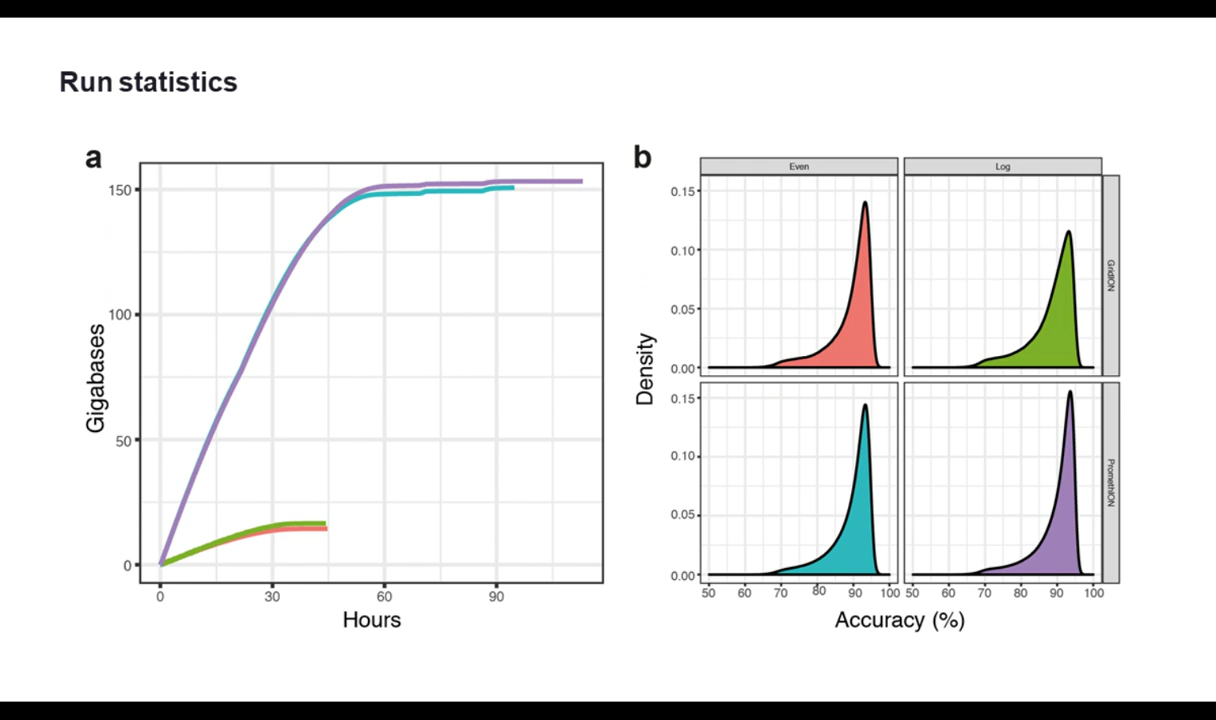 Run statistics
a
150
100
50
0
Gigabases
0 30 60 90
Hours
b
Even Log
0.15
0.10
0.05
0.00
GridION
Density
0.15
0.10
0.05
0.00
PromethION
50 60 70 80 90 100 50 60 70 80 90 100
Accuracy (%)